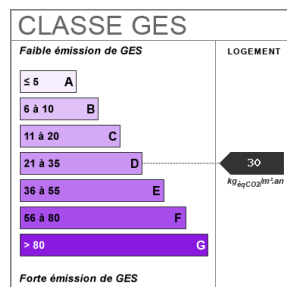 CLASSE GES
Faible émission de GES
LOGEMENT
≤ 5 A
6 à 10 B
11 à 20 C
21 à 35 D
30
kgéqCO2/m².an
36 à 55 E
56 à 80 F
> 80 G
Forte émission de GES